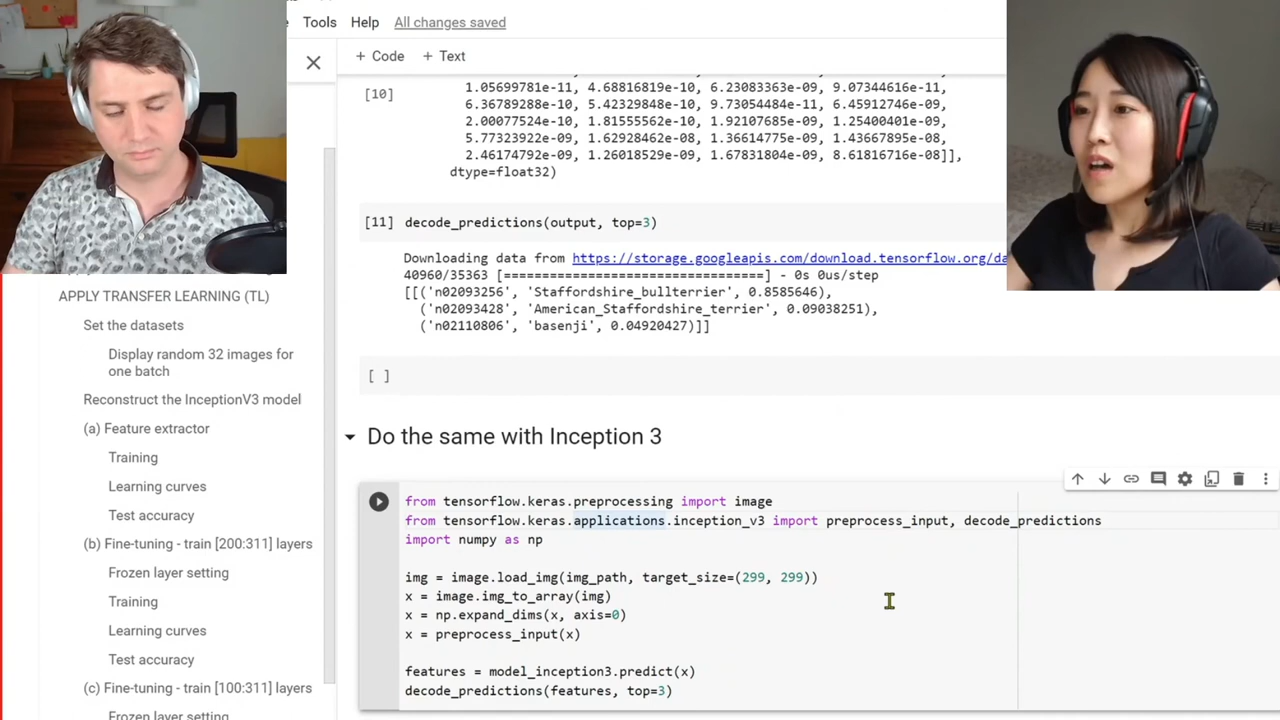 Tools Help All changes saved
+ Code + Text
[10]
1.05699781e-11, 4.68816819e-10, 6.23083363e-09, 9.07344616e-11,
6.36789288e-10, 5.42329848e-10, 9.73054484e-11, 6.45912746e-09,
2.00077524e-10, 1.81555562e-10, 1.92107685e-09, 1.25400401e-09,
5.77323922e-09, 1.62928462e-08, 1.36614775e-09, 1.43667895e-08,
2.46174792e-09, 1.26018529e-09, 1.67831804e-09, 8.61816716e-08]],
dtype=float32)
[11] decode_predictions(output, top=3)
Downloading data from https://storage.googleapis.com/download.tensorflow.org/da
40960/35363 [==================================] - 0s 0us/step
[[('n02093256', 'Staffordshire_bullterrier', 0.8585646),
('n02093428', 'American_Staffordshire_terrier', 0.09038251),
('n02110806', 'basenji', 0.04920427)]]
[ ]
Do the same with Inception 3
from tensorflow.keras.preprocessing import image
from tensorflow.keras.applications.inception_v3 import preprocess_input, decode_predictions
import numpy as np
img = image.load_img(img_path, target_size=(299, 299))
x = image.img_to_array(img)
x = np.expand_dims(x, axis=0)
x = preprocess_input(x)
features = model_inception3.predict(x)
decode_predictions(features, top=3)
APPLY TRANSFER LEARNING (TL)
Set the datasets
Display random 32 images for
one batch
Reconstruct the InceptionV3 model
(a) Feature extractor
Training
Learning curves
Test accuracy
(b) Fine-tuning - train [200:311] layers
Frozen layer setting
Training
Learning curves
Test accuracy
(c) Fine-tuning - train [100:311] layers
Frozen layer setting